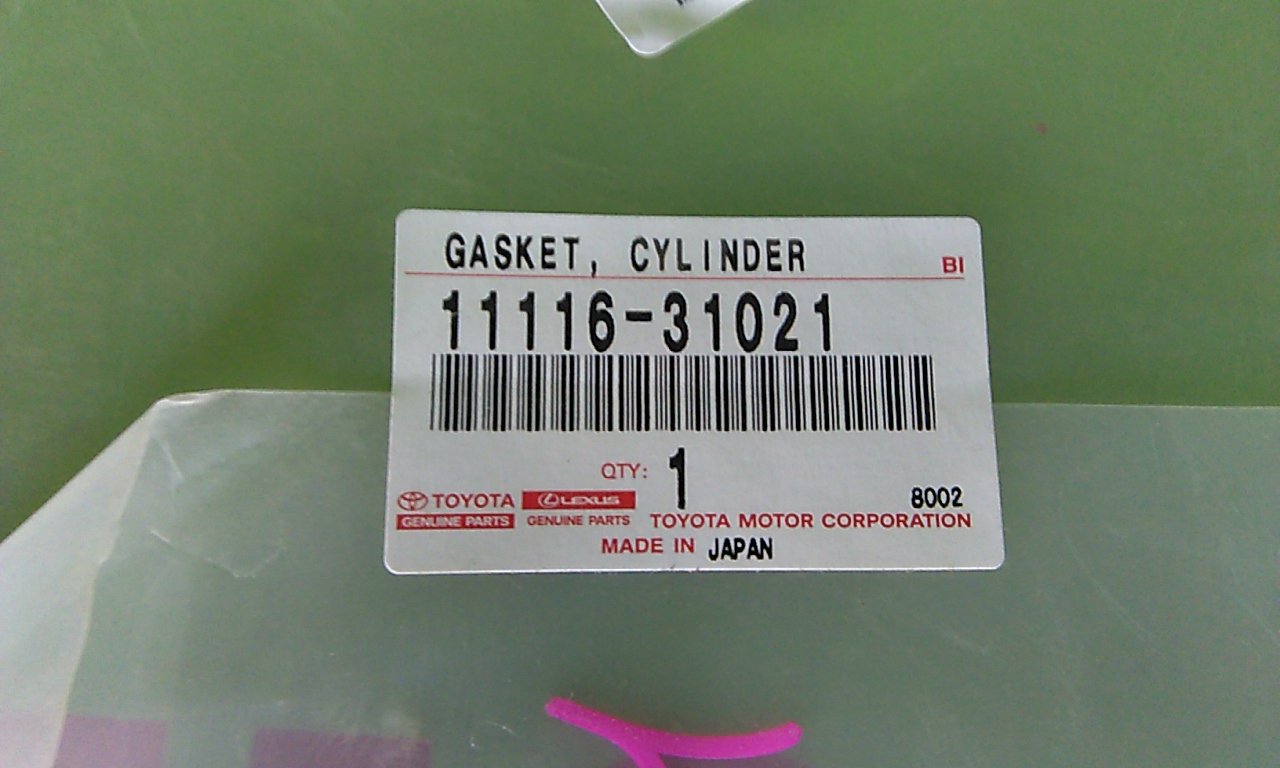 GASKET, CYLINDER
BI
11116-31021
QTY: 1
8002
TOYOTA LEXUS
GENUINE PARTS GENUINE PARTS TOYOTA MOTOR CORPORATION
MADE IN JAPAN